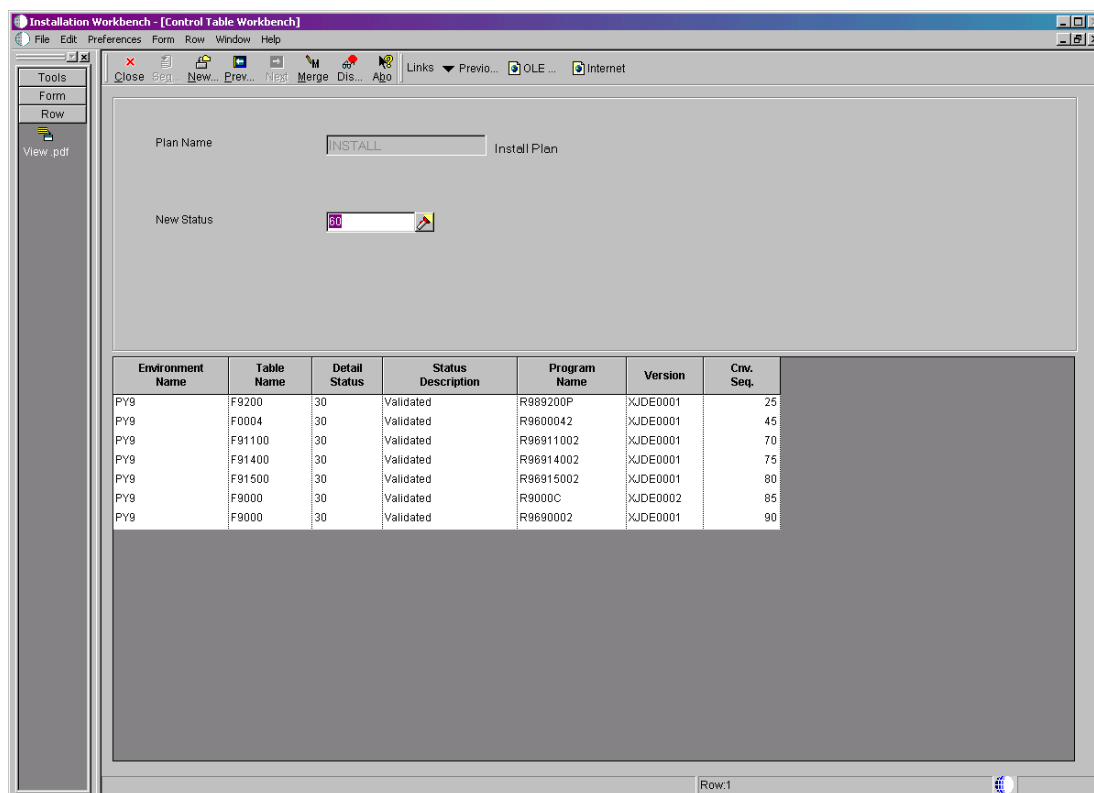 Installation Workbench - [Control Table Workbench]
File Edit Preferences Form Row Window Help
Close Seq... New... Prev... Next Merge Dis... Abo Links Previo... OLE ... Internet
Tools
Form
Row
View .pdf
Plan Name INSTALL Install Plan
New Status 60
Environment Name Table Name Detail Status Status Description Program Name Version Cnv. Seq.
PY9 F9200 30 Validated R989200P XJDE0001 25
PY9 F0004 30 Validated R9600042 XJDE0001 45
PY9 F91100 30 Validated R96911002 XJDE0001 70
PY9 F91400 30 Validated R96914002 XJDE0001 75
PY9 F91500 30 Validated R96915002 XJDE0001 80
PY9 F9000 30 Validated R9000C XJDE0002 85
PY9 F9000 30 Validated R9690002 XJDE0001 90
Row:1